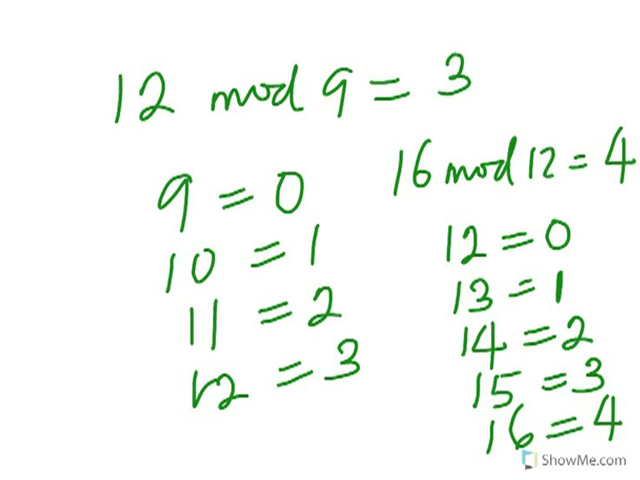 12 mod 9 = 3
9 = 0
10 = 1
11 = 2
12 = 3
16 mod 12 = 4
12 = 0
13 = 1
14 = 2
15 = 3
16 = 4
ShowMe.com